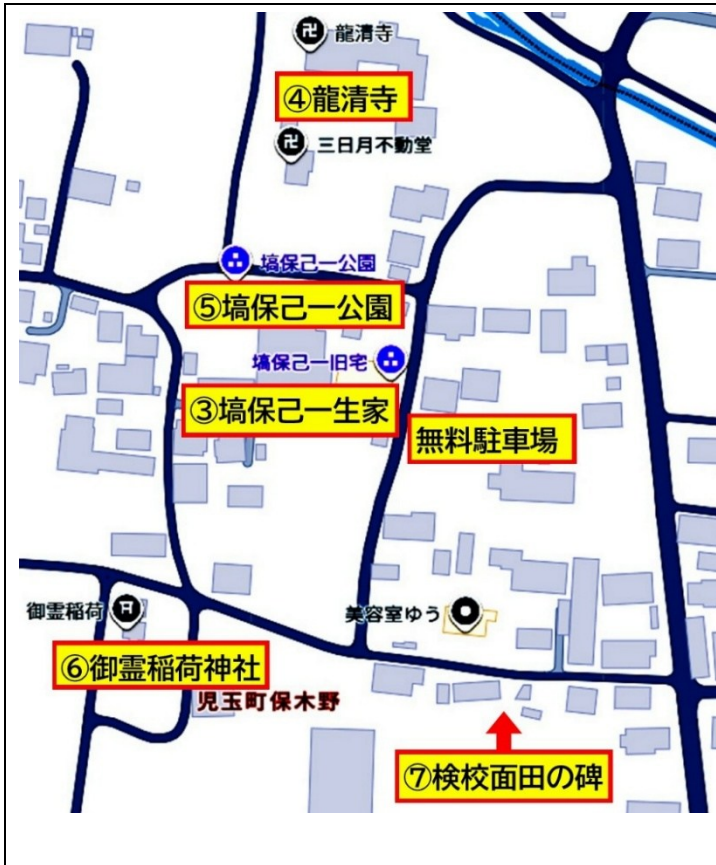 龍清寺
④龍清寺
三日月不動堂
塙保己一公園
⑤塙保己一公園
塙保己一旧宅
③塙保己一生家
無料駐車場
御霊稲荷
美容室ゆう
⑥御霊稲荷神社
児玉町保木野
⑦検校面田の碑